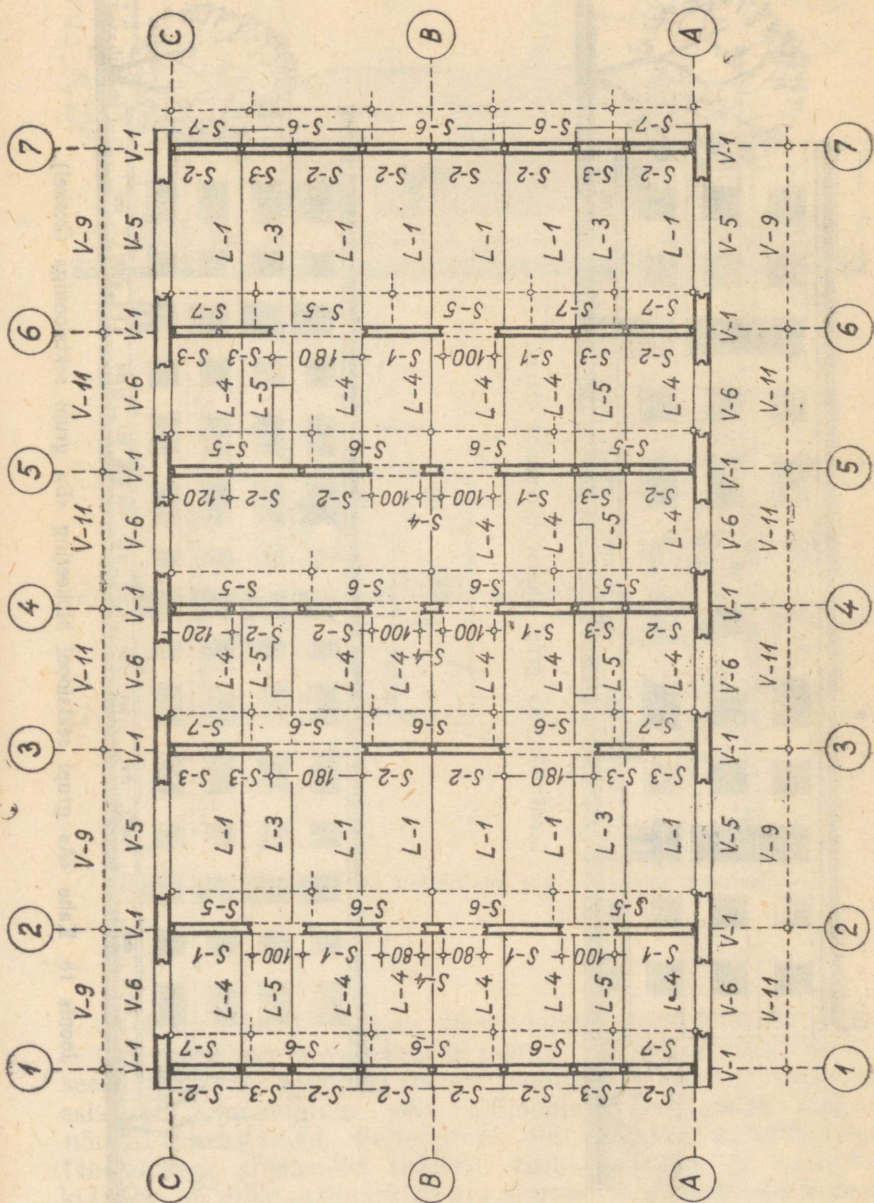 1 2 3 4 5 6 7
V-9 V-9 V-11 V-11 V-11 V-9
V-1 V-6 V-1 V-5 V-1 V-6 V-1 V-6 V-1 V-6 V-1 V-5 V-1
C C
B B
A A
S-2 S-3 S-2 S-2 S-2 S-2 S-3 S-2
S-7 S-6 S-6 S-6 S-7
L-4 L-5 L-4 L-4 L-4 L-4 L-5 L-4
S-1 100 S-1 80 S-4 80 S-1 100 S-1
S-5 S-6 S-6 S-5
L-1 L-3 L-1 L-1 L-1 L-1 L-3 L-1
S-3 S-3 180 S-2 S-2 180 S-3 S-3
S-7 S-6 S-6 S-6 S-7
L-4 L-5 L-4 L-4 L-4 L-4 L-5 L-4
120 S-2 S-2 100 S-4 100 S-1 S-3 S-2
S-5 S-6 S-6 S-5
L-4 L-4 L-5 L-4
120 S-2 S-2 100 S-4 100 S-1 S-3 S-2
S-5 S-6 S-6 S-5
L-4 L-5 L-4 L-4 L-4 L-4 L-5 L-4
S-3 S-3 180 S-1 100 S-1 S-3 S-2
S-7 S-5 S-5 S-7 S-7
L-1 L-3 L-1 L-1 L-1 L-1 L-3 L-1
S-2 S-3 S-2 S-2 S-2 S-2 S-3 S-2
S-7 S-6 S-6 S-6 S-7
V-1 V-6 V-1 V-5 V-1 V-6 V-1 V-6 V-1 V-6 V-1 V-5 V-1
V-11 V-9 V-11 V-11 V-11 V-9
1 2 3 4 5 6 7